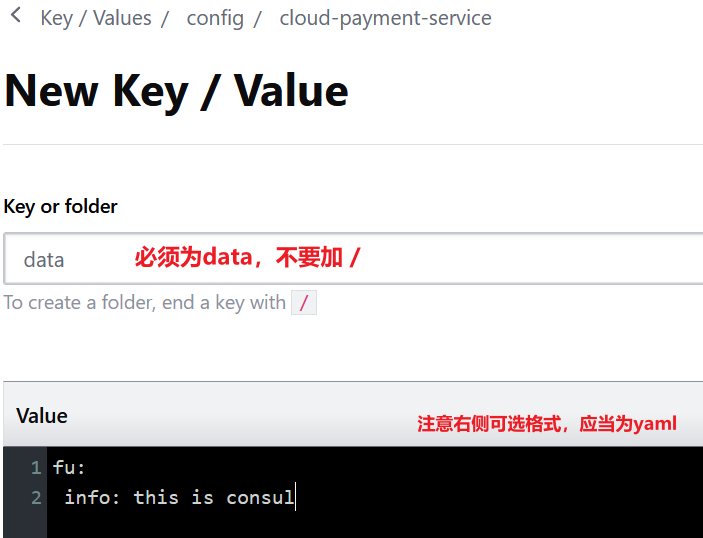 Key / Values / config / cloud-payment-service
New Key / Value
Key or folder
data 必须为data，不要加 /
To create a folder, end a key with /
Value 注意右侧可选格式，应当为yaml
1 fu:
2 info: this is consul